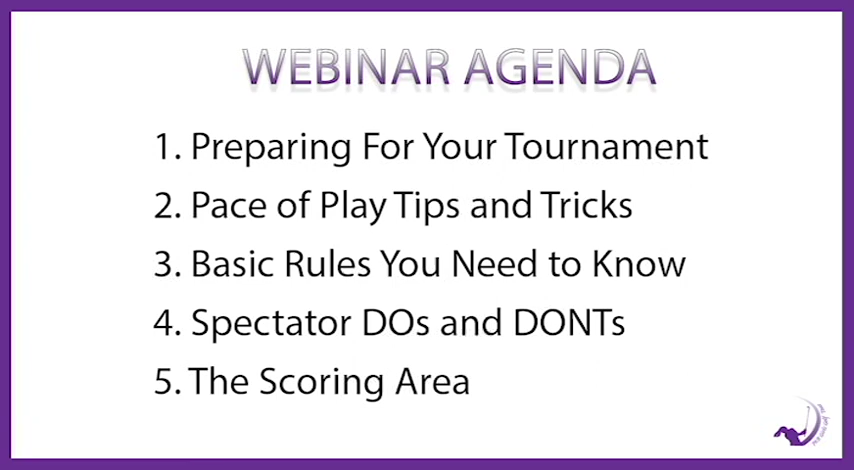 WEBINAR AGENDA
1. Preparing For Your Tournament
2. Pace of Play Tips and Tricks
3. Basic Rules You Need to Know
4. Spectator DOs and DONTs
5. The Scoring Area